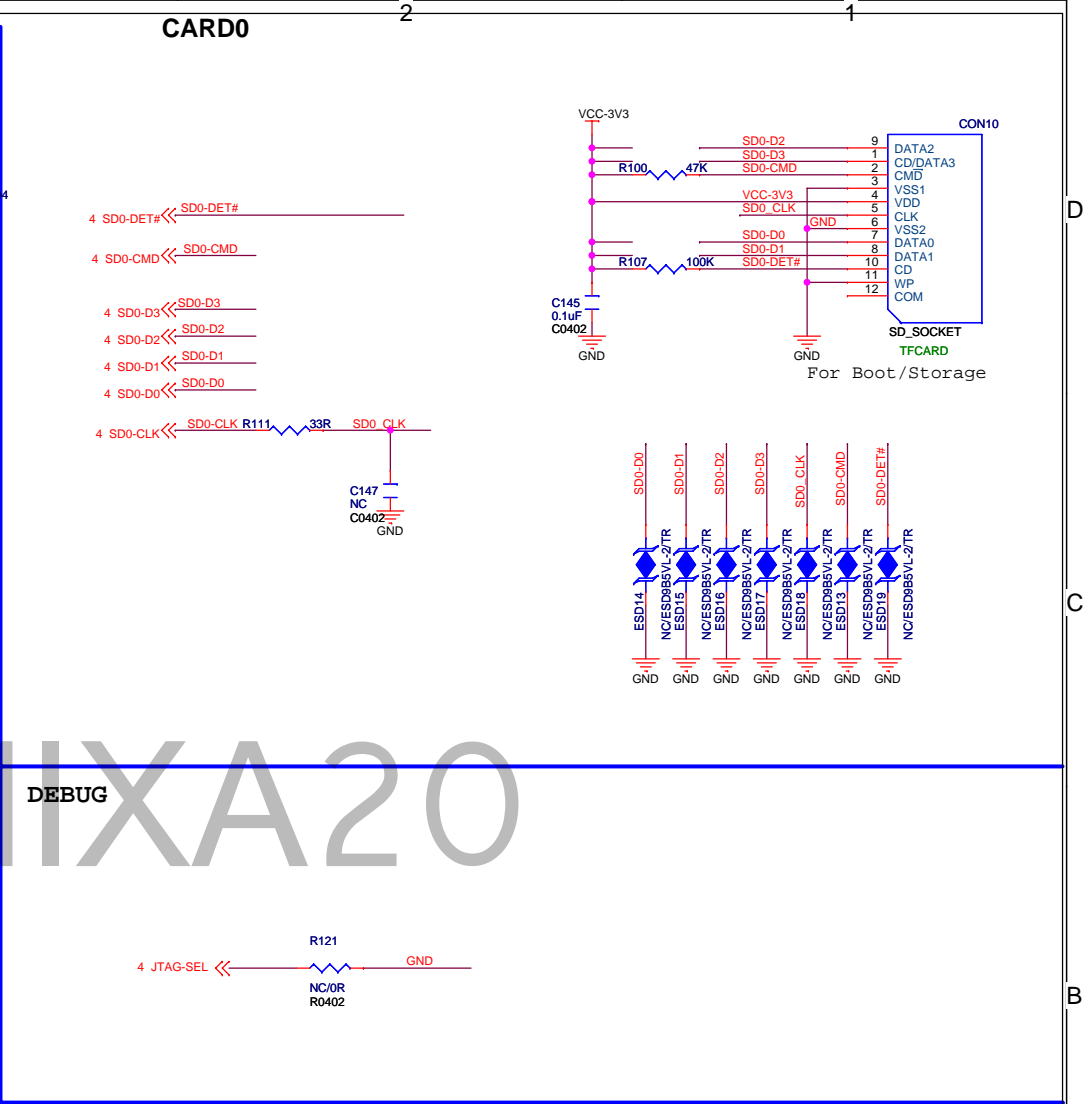 2
1
CARD0
4
4 SD0-DET#
SD0-DET#
4 SD0-CMD
SD0-CMD
4 SD0-D3
SD0-D3
4 SD0-D2
SD0-D2
4 SD0-D1
SD0-D1
4 SD0-D0
SD0-D0
4 SD0-CLK
SD0-CLK
R111
33R
SD0_CLK
C147
NC
C0402
GND
VCC-3V3
CON10
SD0-D2
9
DATA2
SD0-D3
1
CD/DATA3
R100
47K
SD0-CMD
2
CMD
3
VSS1
VCC-3V3
4
VDD
SD0_CLK
5
CLK
GND
6
VSS2
SD0-D0
7
DATA0
SD0-D1
8
DATA1
R107
100K
SD0-DET#
10
CD
11
WP
12
COM
C145
0.1uF
C0402
GND
GND
SD_SOCKET
TFCARD
For Boot/Storage
D
SD0-D0
SD0-D1
SD0-D2
SD0-D3
SD0_CLK
SD0-CMD
SD0-DET#
ESD14
NC/ESD9B5VL-2/TR
ESD15
NC/ESD9B5VL-2/TR
ESD16
NC/ESD9B5VL-2/TR
ESD17
NC/ESD9B5VL-2/TR
ESD18
NC/ESD9B5VL-2/TR
ESD13
NC/ESD9B5VL-2/TR
ESD19
NC/ESD9B5VL-2/TR
GND
GND
GND
GND
GND
GND
GND
C
IXA20
DEBUG
4 JTAG-SEL
R121
NC/0R
R0402
GND
B